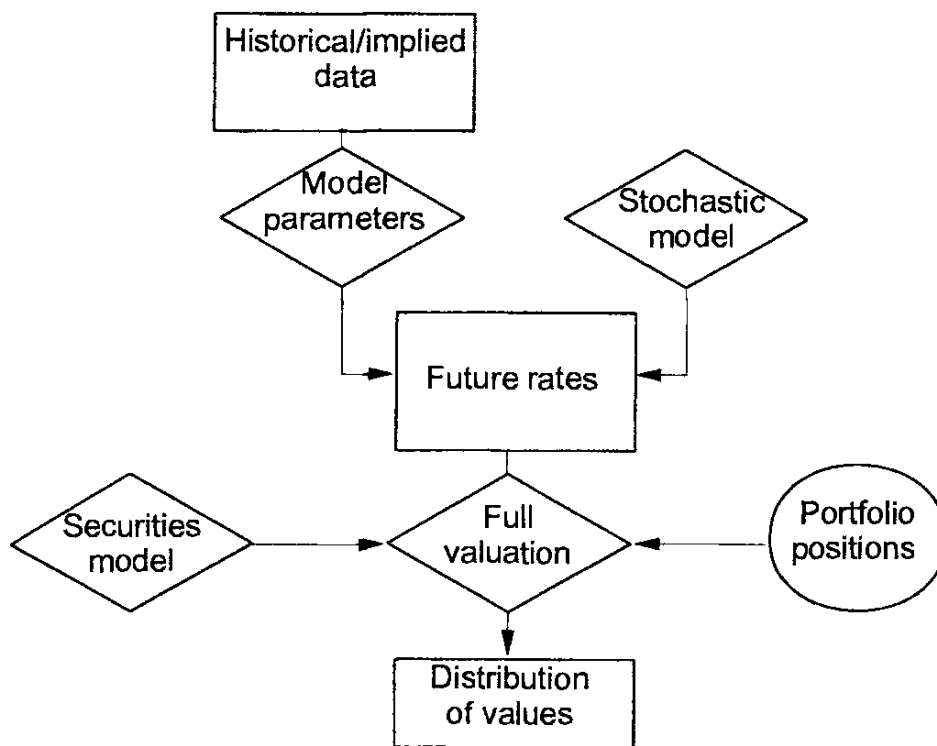 Historical/implied
data
Model
parameters
Stochastic
model
Future rates
Securities
model
Full
valuation
Portfolio
positions
Distribution
of values